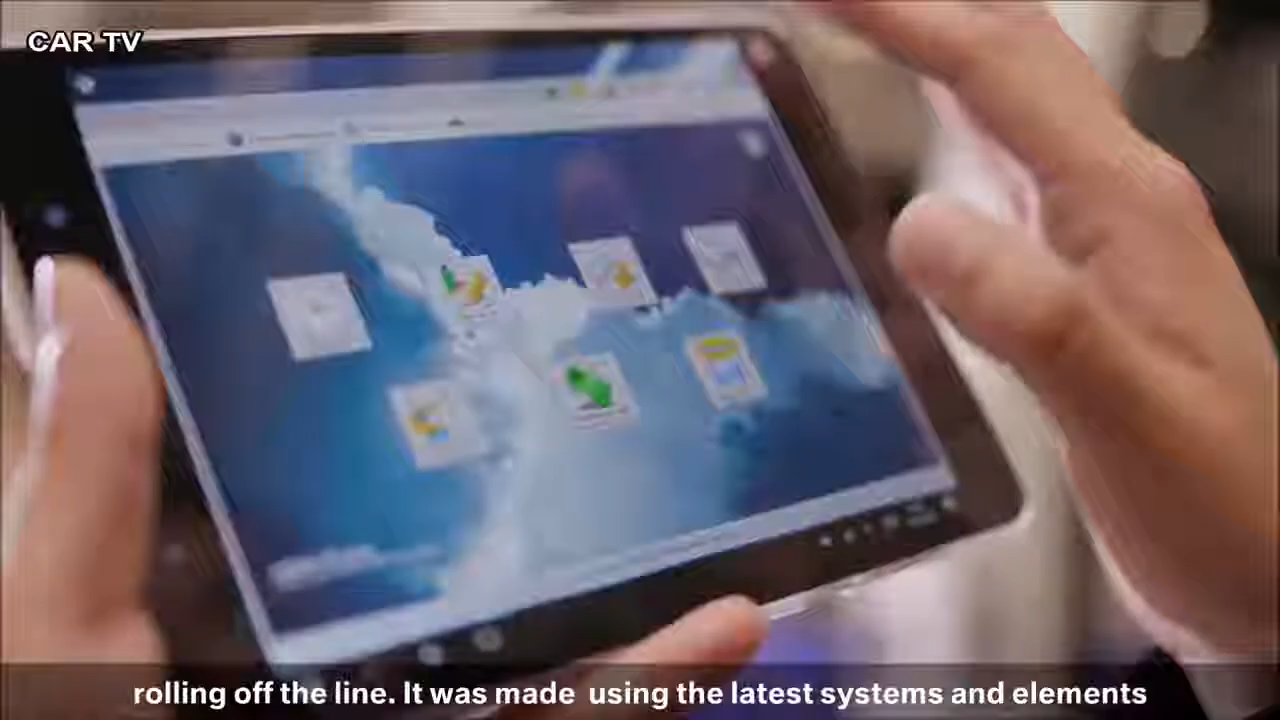 CAR TV
rolling off the line. It was made using the latest systems and elements